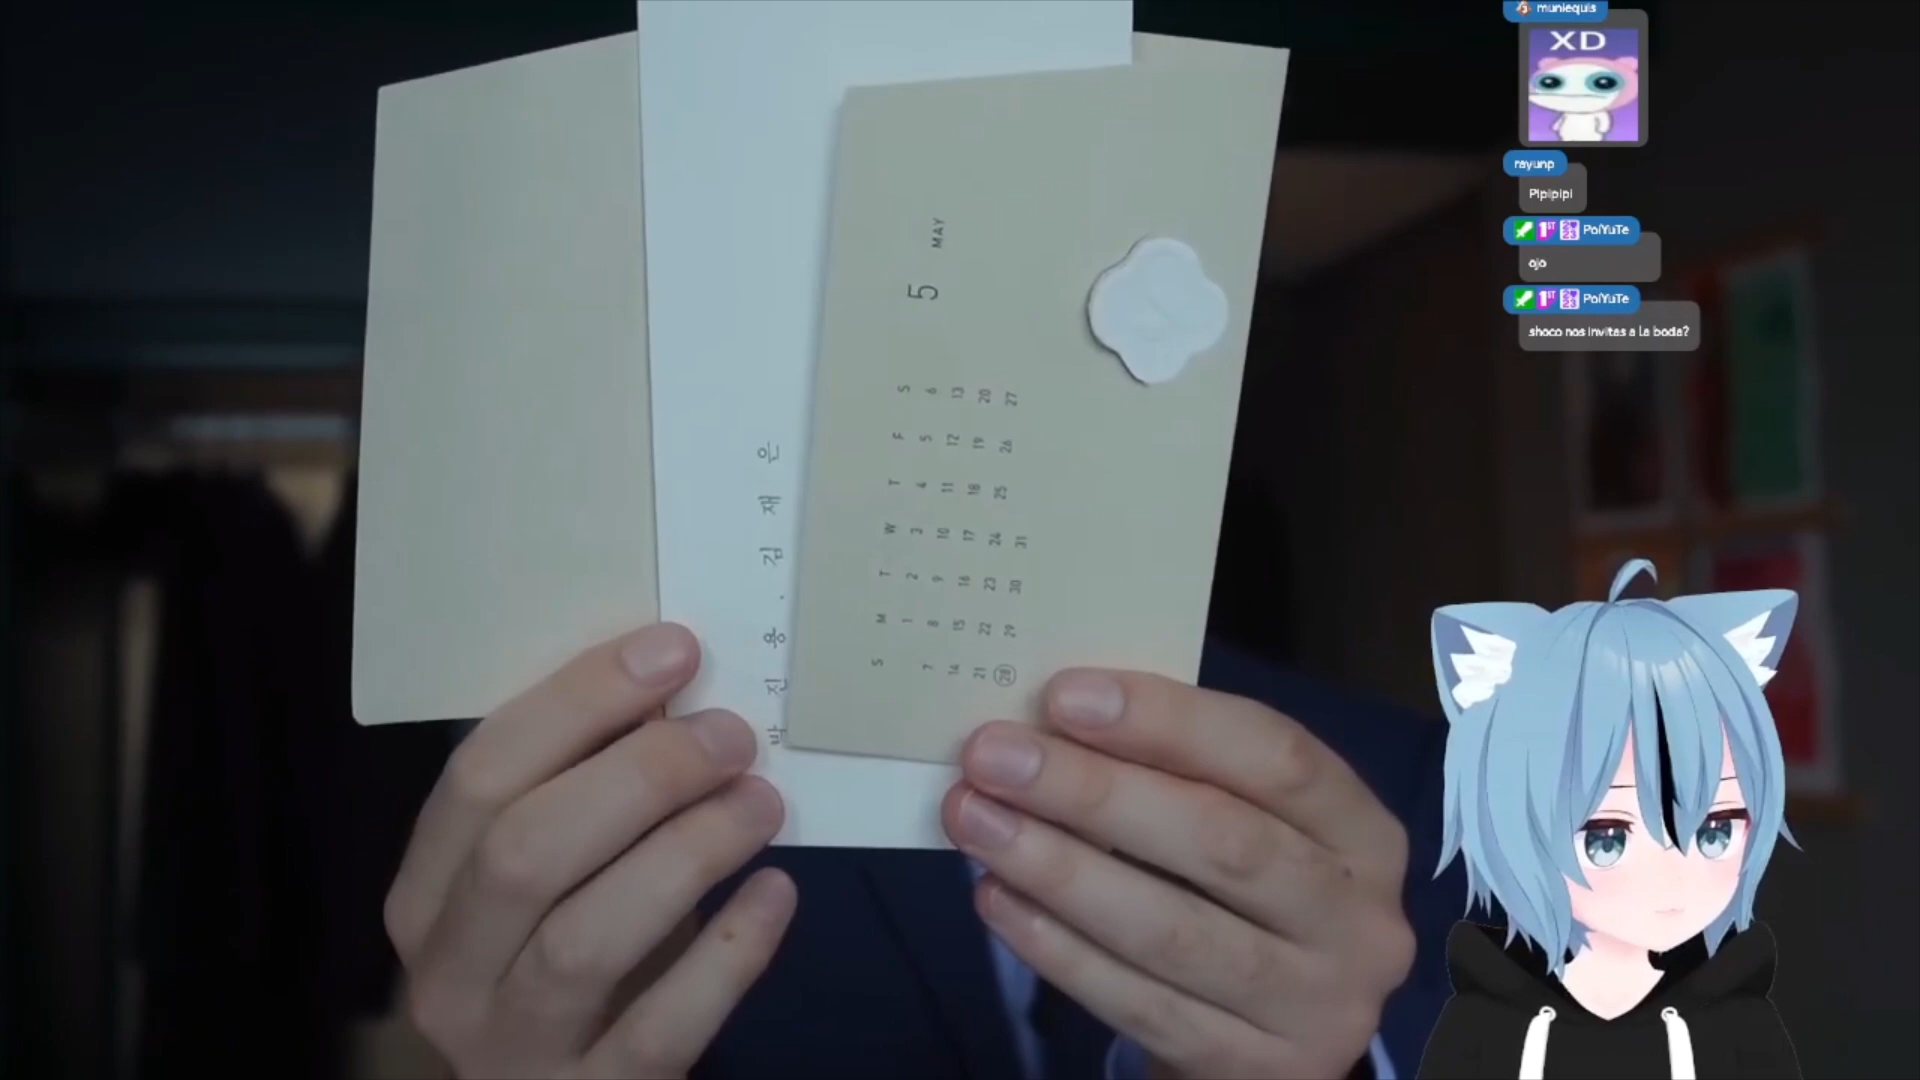 박 진 용 . 김 재 은
5 MAY
S M T W T F S
1 2 3 4 5 6
7 8 9 10 11 12 13
14 15 16 17 18 19 20
21 22 23 24 25 26 27
28 29 30 31
muniequis
XD
rayunp
Pipipipi
1ST PolYuTe
ojo
1ST PolYuTe
shoco nos invitas a la boda?